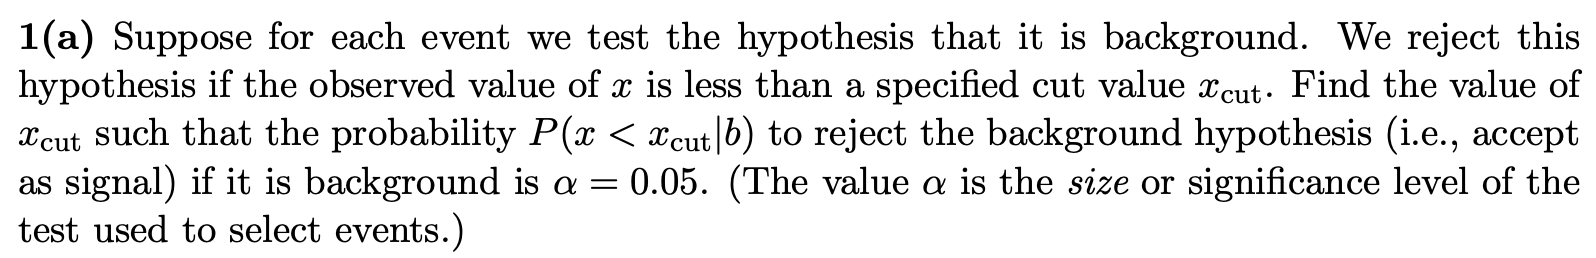 1(a) Suppose for each event we test the hypothesis that it is background. We reject this
hypothesis if the observed value of x is less than a specified cut value x_cut. Find the value of
x_cut such that the probability P(x < x_cut|b) to reject the background hypothesis (i.e., accept
as signal) if it is background is α = 0.05. (The value α is the size or significance level of the
test used to select events.)